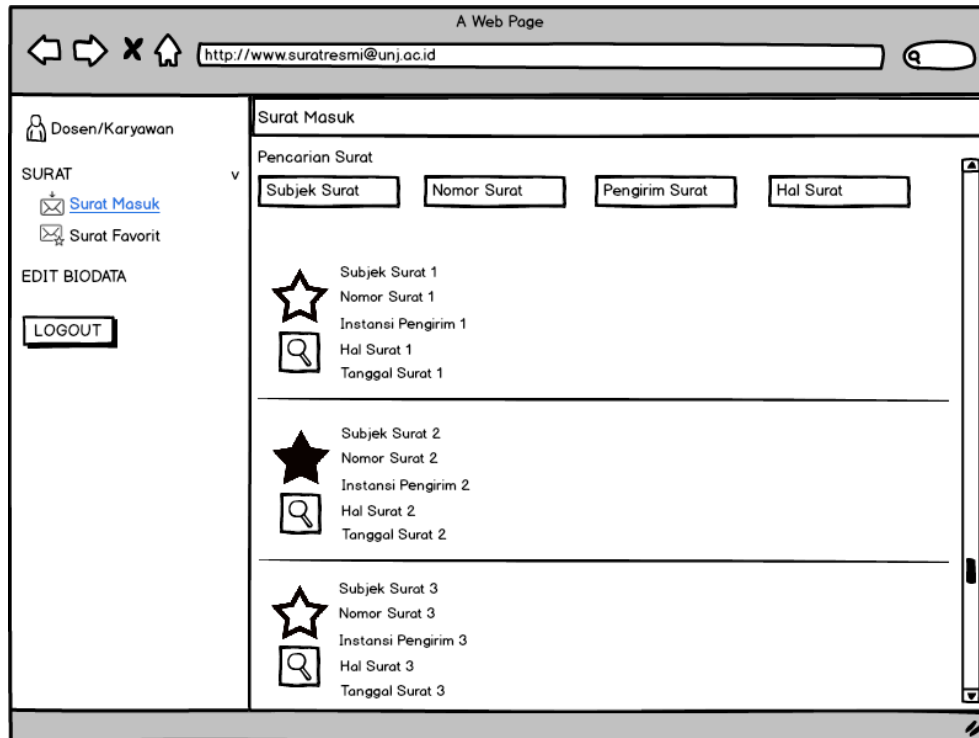 A Web Page
http://www.suratresmi@unj.ac.id
Dosen/Karyawan
SURAT v
Surat Masuk
Surat Favorit
EDIT BIODATA
LOGOUT
Surat Masuk
Pencarian Surat
Subjek Surat Nomor Surat Pengirim Surat Hal Surat
Subjek Surat 1
Nomor Surat 1
Instansi Pengirim 1
Hal Surat 1
Tanggal Surat 1
Subjek Surat 2
Nomor Surat 2
Instansi Pengirim 2
Hal Surat 2
Tanggal Surat 2
Subjek Surat 3
Nomor Surat 3
Instansi Pengirim 3
Hal Surat 3
Tanggal Surat 3